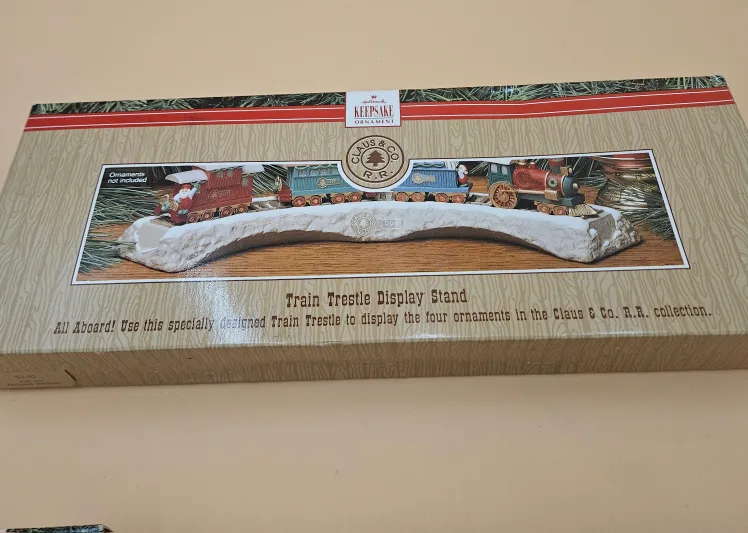 Hallmark
KEEPSAKE
ORNAMENT
CLAUS & CO.
R.R.
Ornaments
not included
Train Trestle Display Stand
All Aboard! Use this specially designed Train Trestle to display the four ornaments in the Claus & Co. R.R. collection.